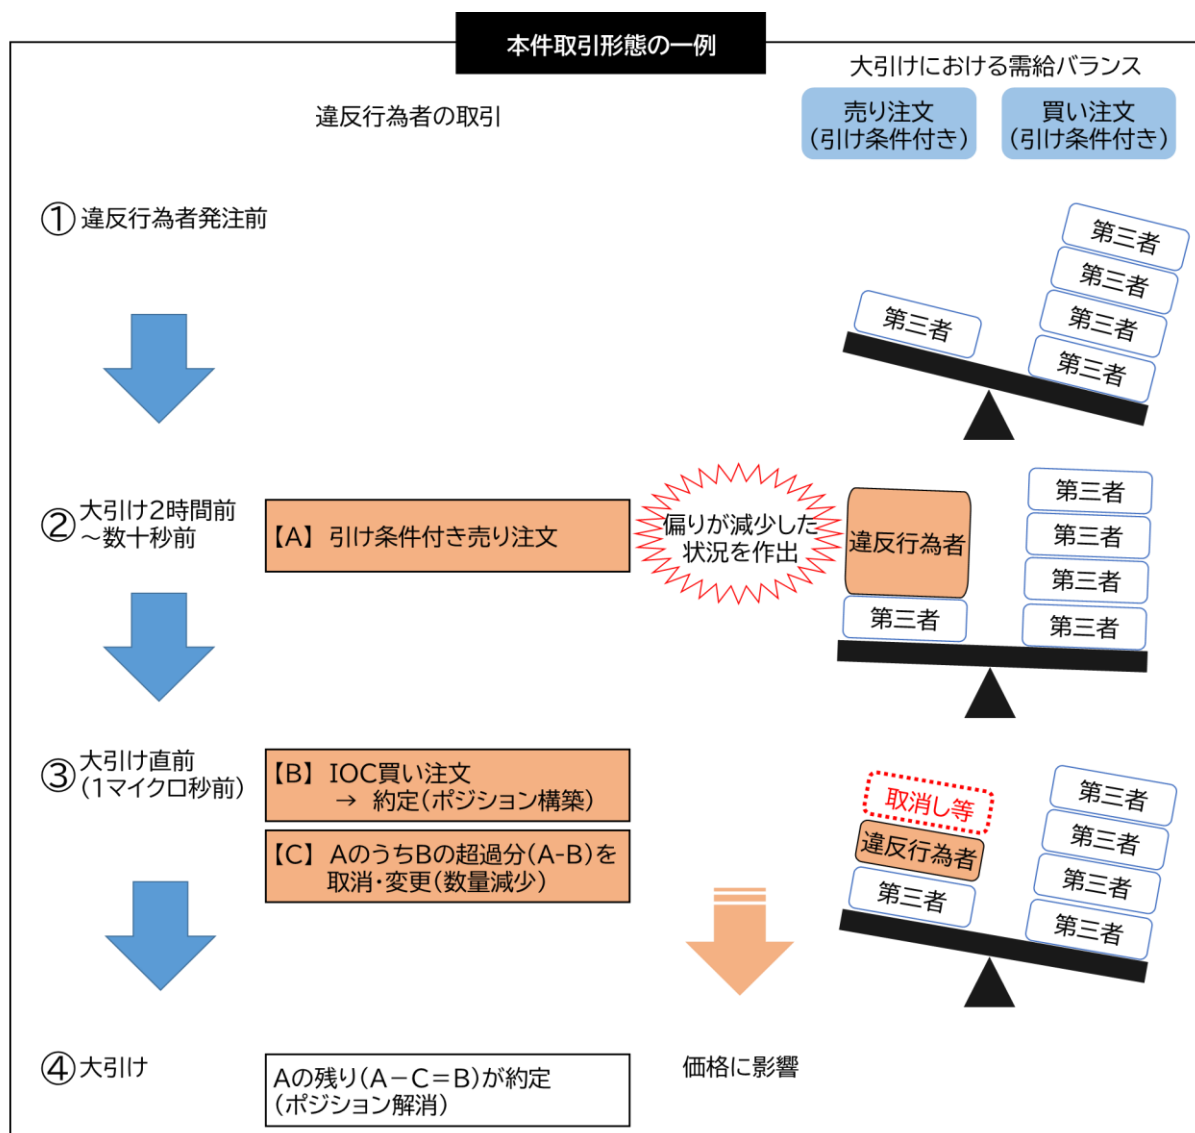 本件取引形態の一例
違反行為者の取引
大引けにおける需給バランス
売り注文
(引け条件付き)
買い注文
(引け条件付き)
①違反行為者発注前
第三者
第三者
第三者
第三者
第三者
②大引け2時間前
～数十秒前
【A】 引け条件付き売り注文
偏りが減少した
状況を作出
違反行為者
第三者
第三者
第三者
第三者
第三者
③大引け直前
(1マイクロ秒前)
【B】 IOC買い注文
→ 約定(ポジション構築)
【C】 AのうちBの超過分(A-B)を
取消・変更(数量減少)
取消し等
違反行為者
第三者
第三者
第三者
第三者
第三者
④大引け
Aの残り(A－C＝B)が約定
(ポジション解消)
価格に影響